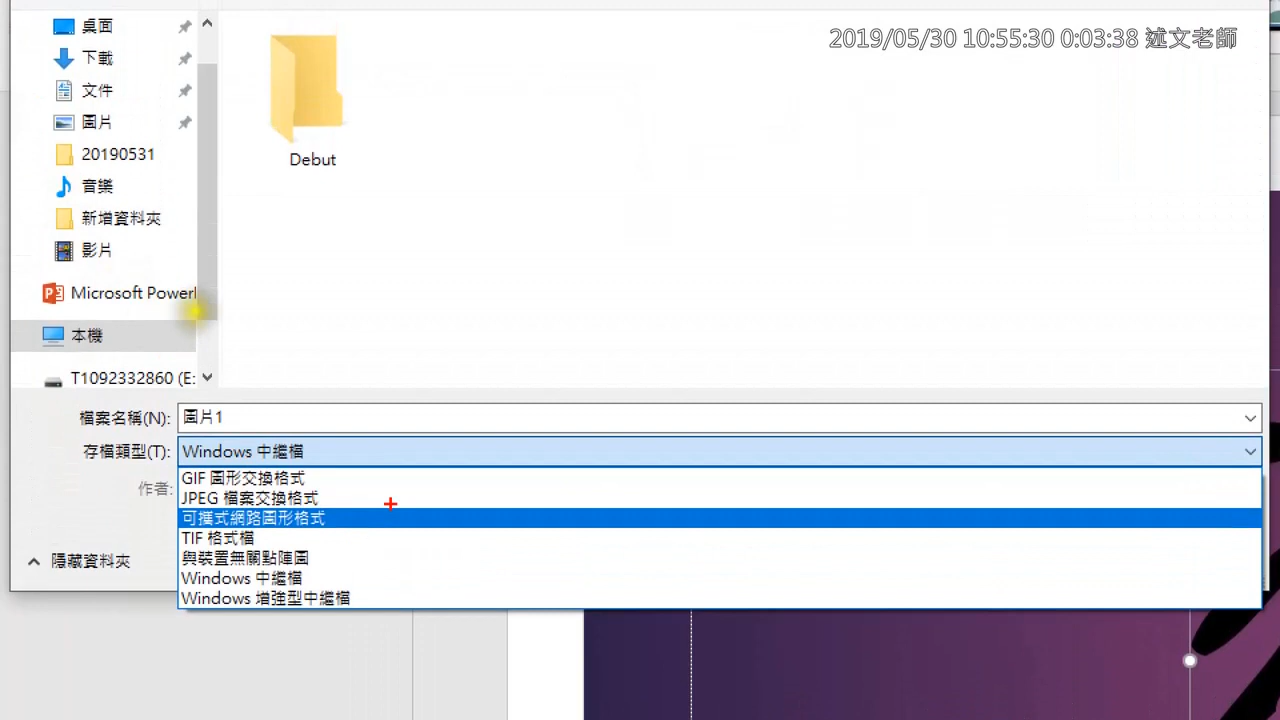 桌面
2019/05/30 10:55:30 0:03:38 述文老師
下載
文件
圖片
Debut
20190531
音樂
新增資料夾
影片
Microsoft Power
本機
T1092332860 (E:
檔案名稱(N): 圖片1
存檔類型(T): Windows 中繼檔
作者:
GIF 圖形交換格式
JPEG 檔案交換格式
可攜式網路圖形格式
TIF 格式檔
與裝置無關點陣圖
Windows 中繼檔
Windows 增強型中繼檔
隱藏資料夾